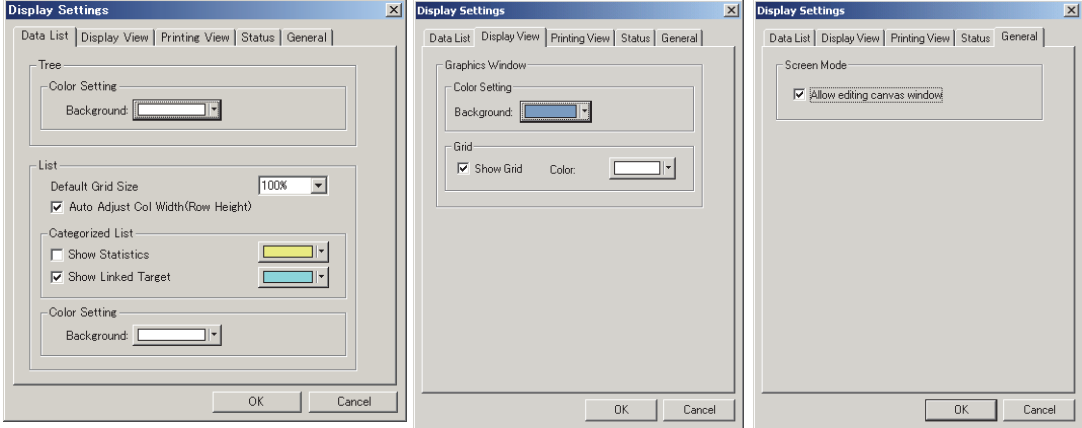 Display Settings
Data List Display View Printing View Status General
Tree
Color Setting
Background:
List
Default Grid Size 100%
Auto Adjust Col Width(Row Height)
Categorized List
Show Statistics
Show Linked Target
Color Setting
Background:
OK Cancel
Display Settings
Data List Display View Printing View Status General
Graphics Window
Color Setting
Background:
Grid
Show Grid Color:
OK Cancel
Display Settings
Data List Display View Printing View Status General
Screen Mode
Allow editing canvas window
OK Cancel